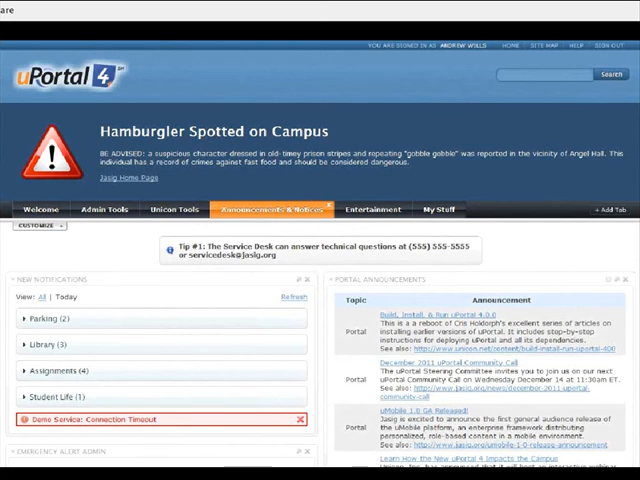 are
YOU ARE SIGNED IN AS ANDREW WILLS HOME SITE MAP HELP SIGN OUT
uPortal 4 SM
Search
Hamburgler Spotted on Campus
BE ADVISED: a suspicious character dressed in old-timey prison stripes and repeating "gobble gobble" was reported in the vicinity of Angel Hall. This
individual has a record of crimes against fast food and should be considered dangerous.
Jasig Home Page
Welcome Admin Tools Unicon Tools Announcements & Notices Entertainment My Stuff + Add Tab
CUSTOMIZE
Tip #1: The Service Desk can answer technical questions at (555) 555-5555
or servicedesk@jasig.org
NEW NOTIFICATIONS
View: All | Today Refresh
Parking (2)
Library (3)
Assignments (4)
Student Life (1)
Demo Service: Connection Timeout
EMERGENCY ALERT ADMIN
PORTAL ANNOUNCEMENTS
Topic Announcement
Build, Install, & Run uPortal 4.0.0
This is a a reboot of Cris Holdorph's excellent series of articles on
Portal installing earlier versions of uPortal. It includes step-by-step
instructions for deploying uPortal and all its dependencies.
See also: http://www.unicon.net/content/build-install-run-uportal-400
December 2011 uPortal Community Call
The uPortal Steering Committee invites you to join us on our next
Portal uPortal Community Call on Wednesday December 14 at 11:30AM ET.
See also: http://www.jasig.org/news/december-2011-uportal-
community-call
uMobile 1.0 GA Released!
Jasig is excited to announce the first general audience release of
Portal the uMobile platform, an enterprise framework distributing
personalized, role-based content in a mobile environment.
See also: http://www.jasig.org/umobile-1-0-release-announcement
Learn How the New uPortal 4 Impacts the Campus
Unicon, Inc. has announced that it will host an interactive webinar